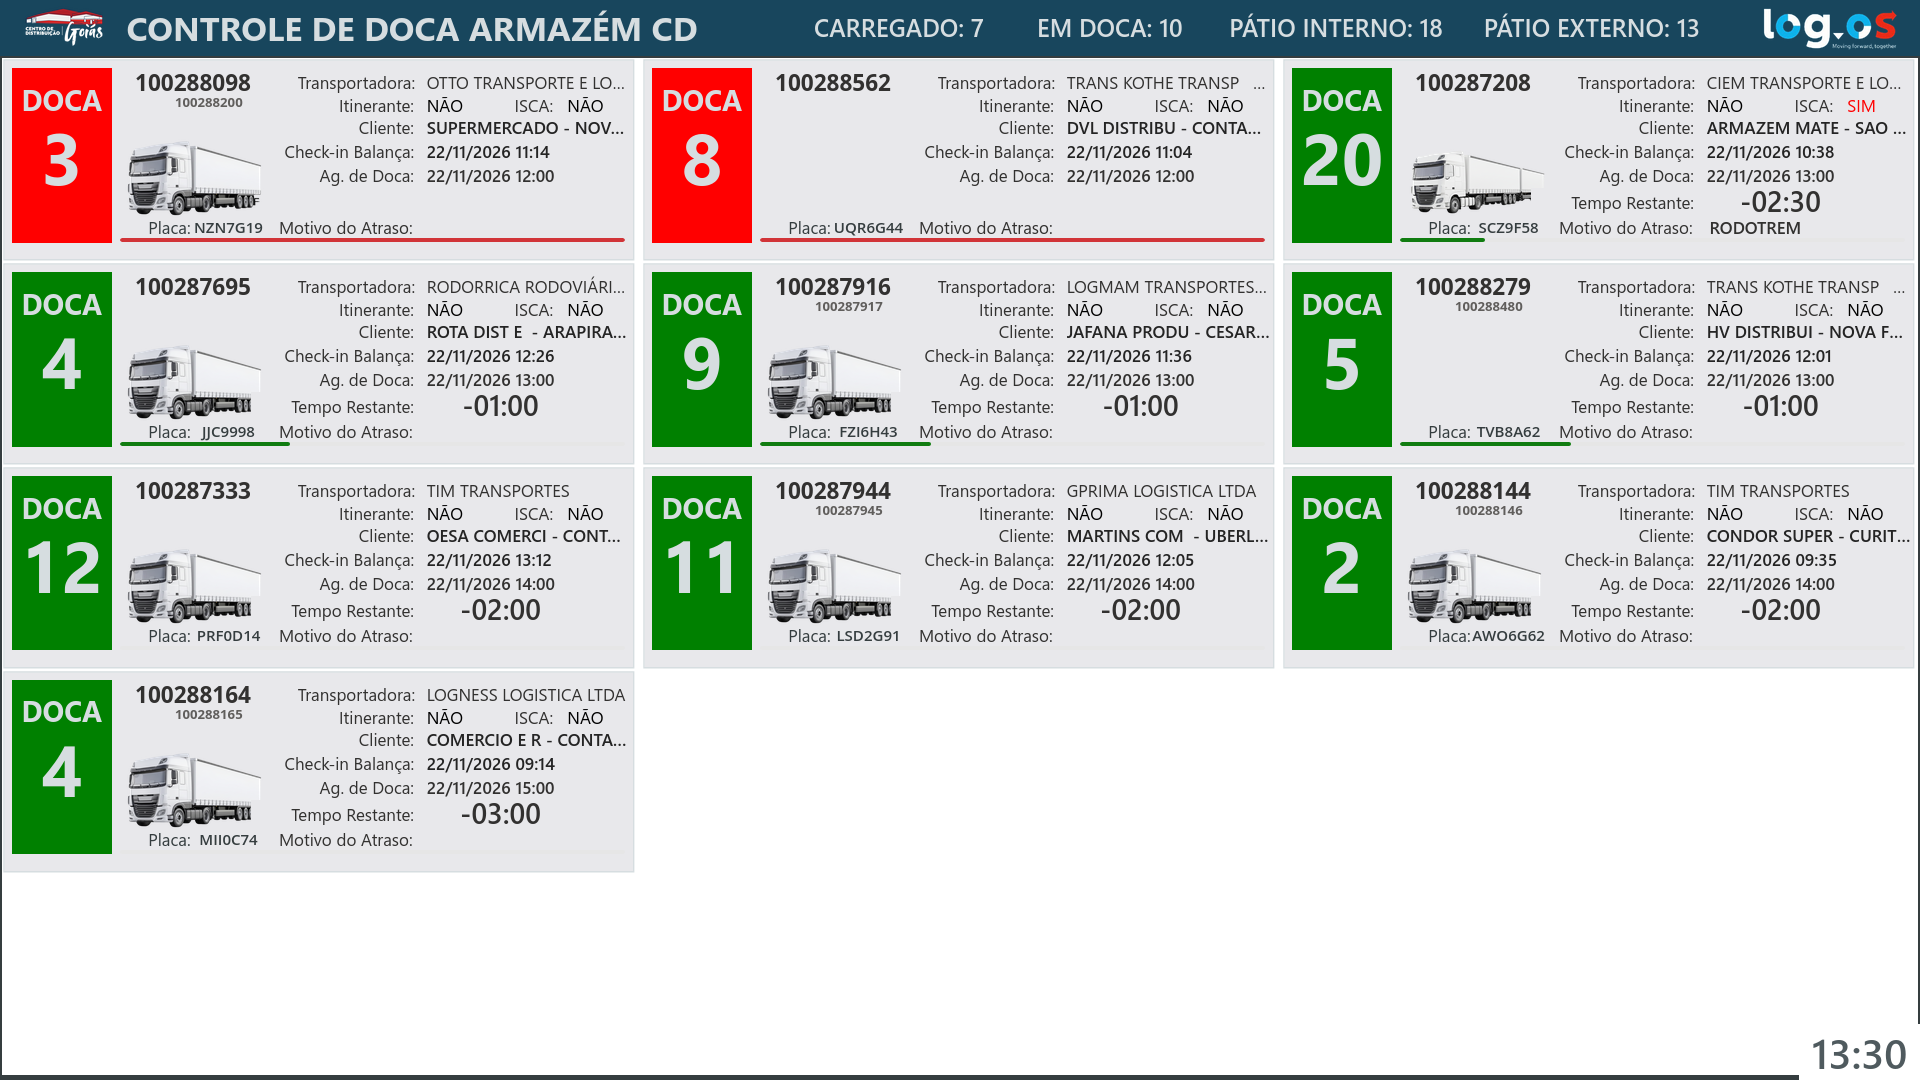 CENTRO DE
DISTRIBUIÇÃO
Goiás
CONTROLE DE DOCA ARMAZÉM CD
CARREGADO: 7
EM DOCA: 10
PÁTIO INTERNO: 18
PÁTIO EXTERNO: 13
log.os
Moving forward, together
DOCA
3
100288098
100288200
Transportadora: OTTO TRANSPORTE E LO...
Itinerante: NÃO ISCA: NÃO
Cliente: SUPERMERCADO - NOV...
Check-in Balança: 22/11/2026 11:14
Ag. de Doca: 22/11/2026 12:00
Placa: NZN7G19 Motivo do Atraso:
DOCA
8
100288562
Transportadora: TRANS KOTHE TRANSP ...
Itinerante: NÃO ISCA: NÃO
Cliente: DVL DISTRIBU - CONTA...
Check-in Balança: 22/11/2026 11:04
Ag. de Doca: 22/11/2026 12:00
Placa: UQR6G44 Motivo do Atraso:
DOCA
20
100287208
Transportadora: CIEM TRANSPORTE E LO...
Itinerante: NÃO ISCA: SIM
Cliente: ARMAZEM MATE - SAO ...
Check-in Balança: 22/11/2026 10:38
Ag. de Doca: 22/11/2026 13:00
Tempo Restante: -02:30
Placa: SCZ9F58 Motivo do Atraso: RODOTREM
DOCA
4
100287695
Transportadora: RODORRICA RODOVIÁRI...
Itinerante: NÃO ISCA: NÃO
Cliente: ROTA DIST E - ARAPIRA...
Check-in Balança: 22/11/2026 12:26
Ag. de Doca: 22/11/2026 13:00
Tempo Restante: -01:00
Placa: JJC9998 Motivo do Atraso:
DOCA
9
100287916
100287917
Transportadora: LOGMAM TRANSPORTES...
Itinerante: NÃO ISCA: NÃO
Cliente: JAFANA PRODU - CESAR...
Check-in Balança: 22/11/2026 11:36
Ag. de Doca: 22/11/2026 13:00
Tempo Restante: -01:00
Placa: FZI6H43 Motivo do Atraso:
DOCA
5
100288279
100288480
Transportadora: TRANS KOTHE TRANSP ...
Itinerante: NÃO ISCA: NÃO
Cliente: HV DISTRIBUI - NOVA F...
Check-in Balança: 22/11/2026 12:01
Ag. de Doca: 22/11/2026 13:00
Tempo Restante: -01:00
Placa: TVB8A62 Motivo do Atraso:
DOCA
12
100287333
Transportadora: TIM TRANSPORTES
Itinerante: NÃO ISCA: NÃO
Cliente: OESA COMERCI - CONT...
Check-in Balança: 22/11/2026 13:12
Ag. de Doca: 22/11/2026 14:00
Tempo Restante: -02:00
Placa: PRF0D14 Motivo do Atraso:
DOCA
11
100287944
100287945
Transportadora: GPRIMA LOGISTICA LTDA
Itinerante: NÃO ISCA: NÃO
Cliente: MARTINS COM - UBERL...
Check-in Balança: 22/11/2026 12:05
Ag. de Doca: 22/11/2026 14:00
Tempo Restante: -02:00
Placa: LSD2G91 Motivo do Atraso:
DOCA
2
100288144
100288146
Transportadora: TIM TRANSPORTES
Itinerante: NÃO ISCA: NÃO
Cliente: CONDOR SUPER - CURIT...
Check-in Balança: 22/11/2026 09:35
Ag. de Doca: 22/11/2026 14:00
Tempo Restante: -02:00
Placa: AWO6G62 Motivo do Atraso:
DOCA
4
100288164
100288165
Transportadora: LOGNESS LOGISTICA LTDA
Itinerante: NÃO ISCA: NÃO
Cliente: COMERCIO E R - CONTA...
Check-in Balança: 22/11/2026 09:14
Ag. de Doca: 22/11/2026 15:00
Tempo Restante: -03:00
Placa: MII0C74 Motivo do Atraso:
13:30